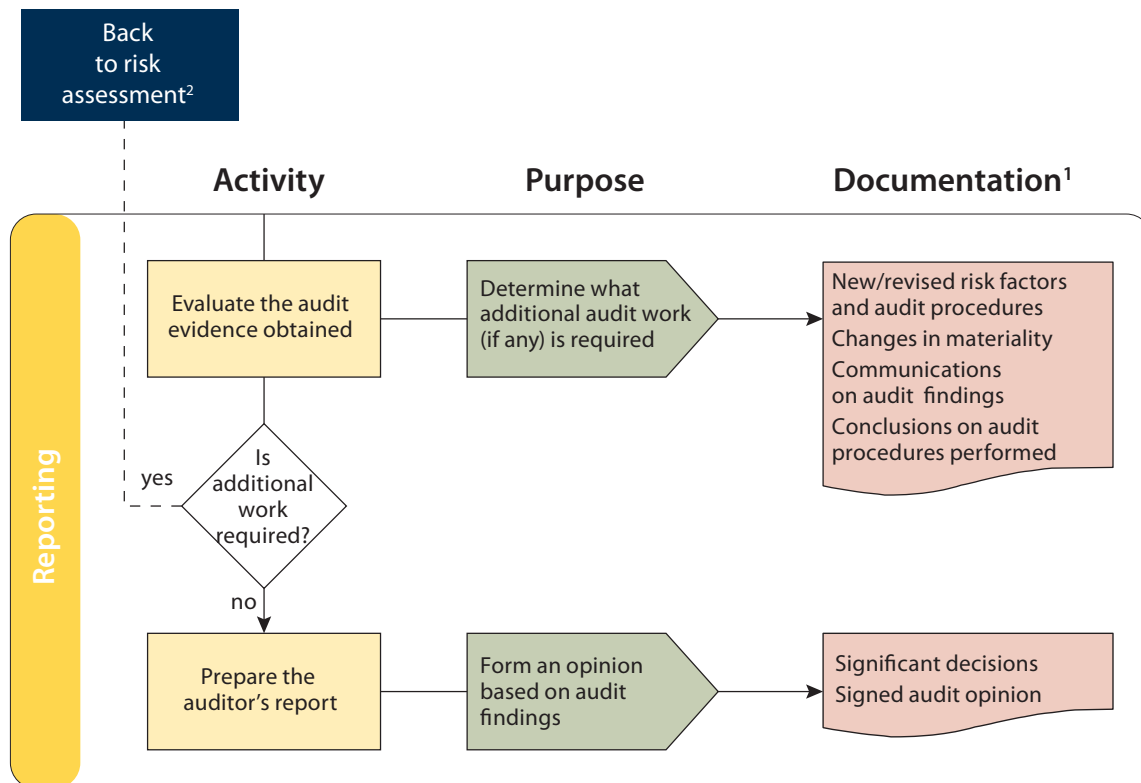 Back
to risk
assessment²
Activity
Purpose
Documentation¹
Reporting
Evaluate the audit
evidence obtained
Determine what
additional audit work
(if any) is required
New/revised risk factors
and audit procedures
Changes in materiality
Communications
on audit findings
Conclusions on audit
procedures performed
yes
Is
additional
work
required?
no
Prepare the
auditor’s report
Form an opinion
based on audit
findings
Significant decisions
Signed audit opinion